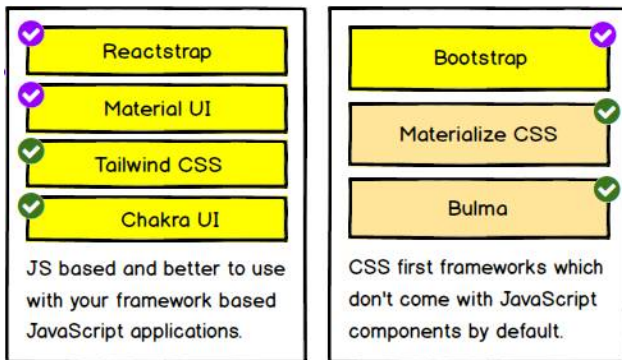 Reactstrap
Material UI
Tailwind CSS
Chakra UI
JS based and better to use
with your framework based
JavaScript applications.
Bootstrap
Materialize CSS
Bulma
CSS first frameworks which
don't come with JavaScript
components by default.